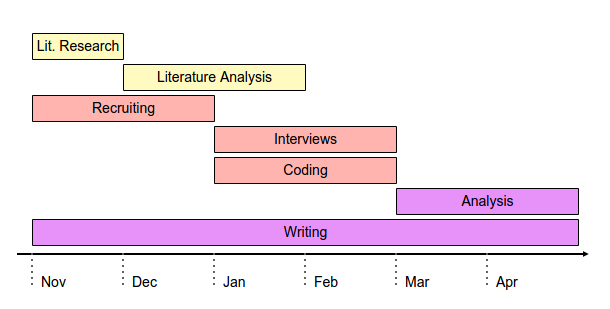 Lit. Research
Literature Analysis
Recruiting
Interviews
Coding
Analysis
Writing
Nov Dec Jan Feb Mar Apr